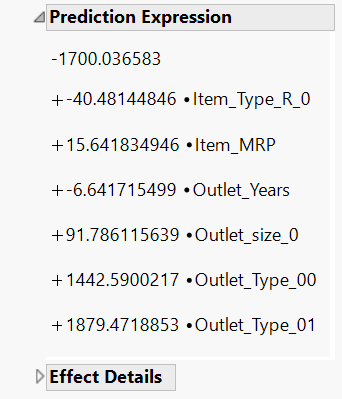 Prediction Expression
-1700.036583
+-40.48144846 •Item_Type_R_0
+15.641834946 •Item_MRP
+-6.641715499 •Outlet_Years
+91.786115639 •Outlet_size_0
+1442.5900217 •Outlet_Type_00
+1879.4718853 •Outlet_Type_01
Effect Details